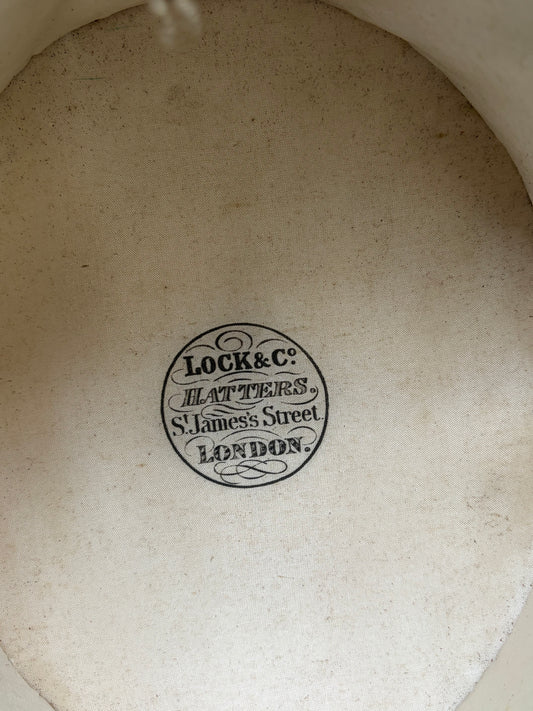 LOCK & Cº
HATTERS.
Sᵗ James's Street.
LONDON.